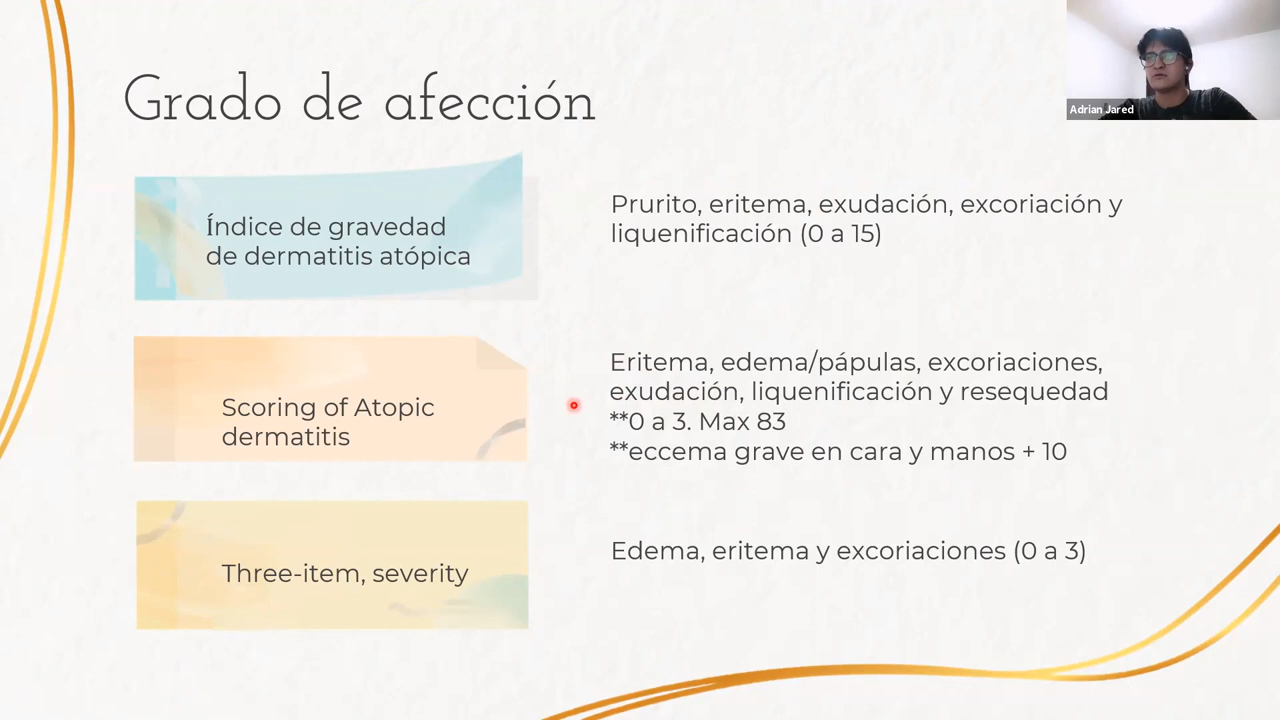 Grado de afección
Adrian Jared
Índice de gravedad
de dermatitis atópica
Prurito, eritema, exudación, excoriación y
liquenificación (0 a 15)
Scoring of Atopic
dermatitis
Eritema, edema/pápulas, excoriaciones,
exudación, liquenificación y resequedad
**0 a 3. Max 83
**eccema grave en cara y manos + 10
Three-item, severity
Edema, eritema y excoriaciones (0 a 3)